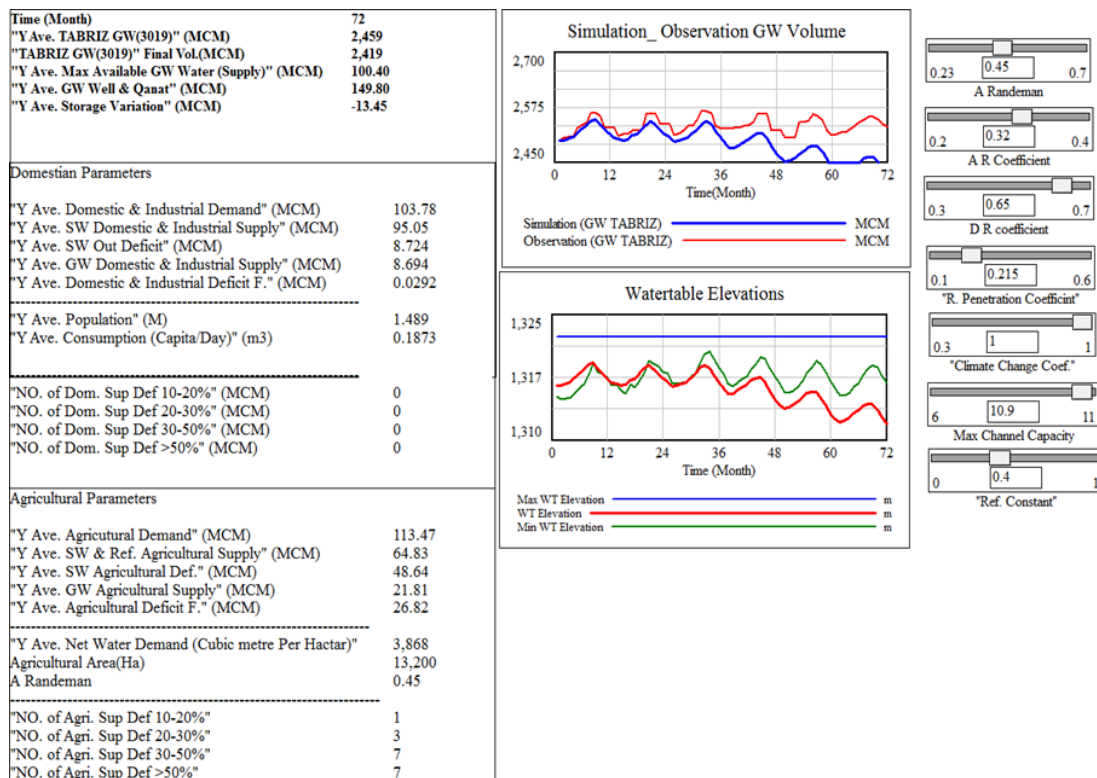 Time (Month) 72
"Y Ave. TABRIZ GW(3019)" (MCM) 2,459
"TABRIZ GW(3019)" Final Vol.(MCM) 2,419
"Y Ave. Max Available GW Water (Supply)" (MCM) 100.40
"Y Ave. GW Well & Qanat" (MCM) 149.80
"Y Ave. Storage Variation" (MCM) -13.45
Domestian Parameters
"Y Ave. Domestic & Industrial Demand" (MCM) 103.78
"Y Ave. SW Domestic & Industrial Supply" (MCM) 95.05
"Y Ave. SW Out Deficit" (MCM) 8.724
"Y Ave. GW Domestic & Industrial Supply" (MCM) 8.694
"Y Ave. Domestic & Industrial Deficit F." (MCM) 0.0292
"Y Ave. Population" (M) 1.489
"Y Ave. Consumption (Capita/Day)" (m3) 0.1873
"NO. of Dom. Sup Def 10-20%" (MCM) 0
"NO. of Dom. Sup Def 20-30%" (MCM) 0
"NO. of Dom. Sup Def 30-50%" (MCM) 0
"NO. of Dom. Sup Def >50%" (MCM) 0
Agricultural Parameters
"Y Ave. Agricutural Demand" (MCM) 113.47
"Y Ave. SW & Ref. Agricultural Supply" (MCM) 64.83
"Y Ave. SW Agricultural Def." (MCM) 48.64
"Y Ave. GW Agricultural Supply" (MCM) 21.81
"Y Ave. Agricultural Deficit F." (MCM) 26.82
"Y Ave. Net Water Demand (Cubic metre Per Hactar)" 3,868
Agricultural Area(Ha) 13,200
A Randeman 0.45
"NO. of Agri. Sup Def 10-20%" 1
"NO. of Agri. Sup Def 20-30%" 3
"NO. of Agri. Sup Def 30-50%" 7
"NO. of Agri. Sup Def >50%" 7
Simulation_ Observation GW Volume
2,700
2,575
2,450
0 12 24 36 48 60 72
Time(Month)
Simulation (GW TABRIZ) MCM
Observation (GW TABRIZ) MCM
Watertable Elevations
1,325
1,317
1,310
0 12 24 36 48 60 72
Time (Month)
Max WT Elevation m
WT Elevation m
Min WT Elevation m
0.23 0.45 0.7
A Randeman
0.2 0.32 0.4
A R Coefficient
0.3 0.65 0.7
D R coefficient
0.1 0.215 0.6
"R. Penetration Coefficint"
0.3 1 1
"Climate Change Coef."
6 10.9 11
Max Channel Capacity
0 0.4 1
"Ref. Constant"